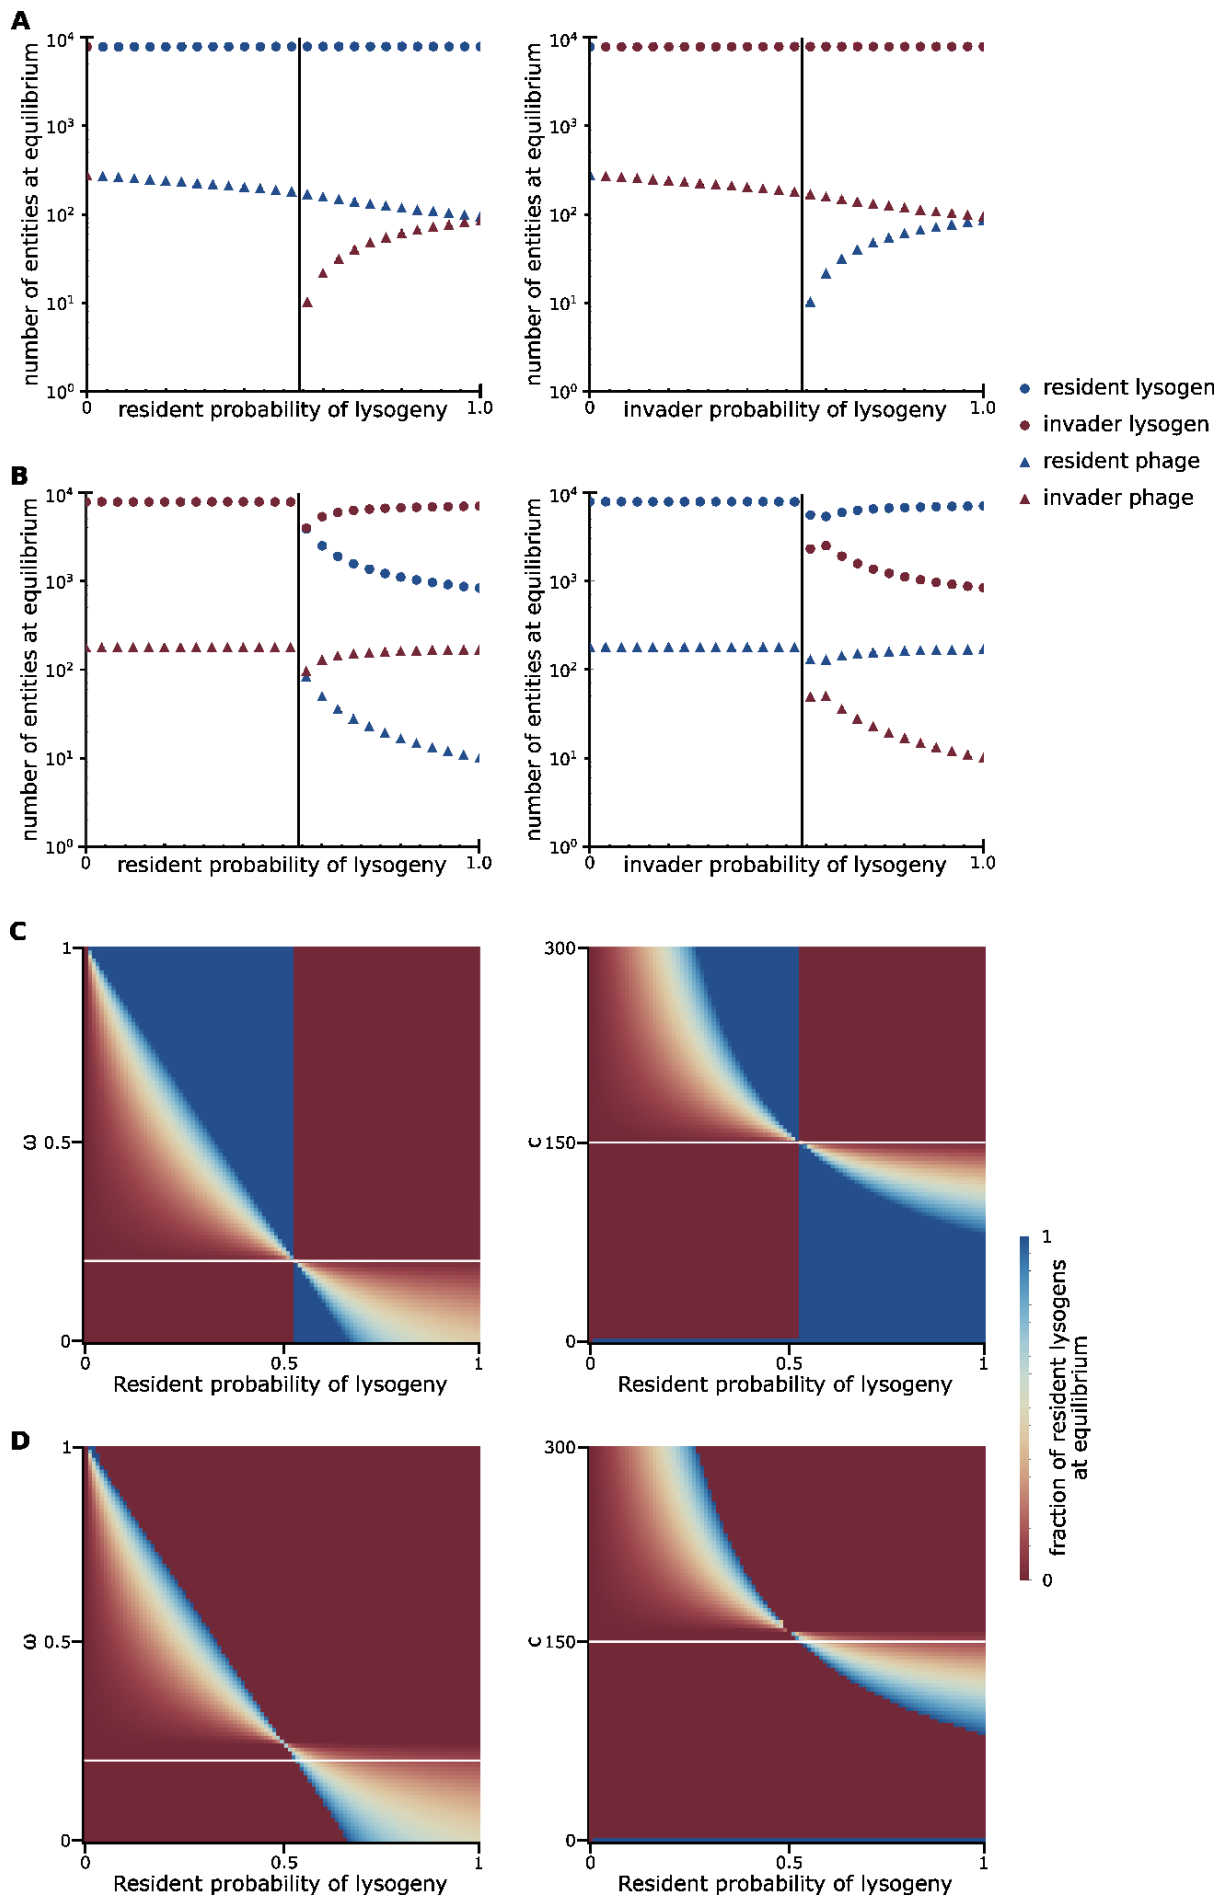 A
number of entities at equilibrium
10⁴
10³
10²
10¹
10⁰
0
resident probability of lysogeny
1.0
number of entities at equilibrium
10⁴
10³
10²
10¹
10⁰
0
invader probability of lysogeny
1.0
resident lysogen
invader lysogen
resident phage
invader phage
B
number of entities at equilibrium
10⁴
10³
10²
10¹
10⁰
0
resident probability of lysogeny
1.0
number of entities at equilibrium
10⁴
10³
10²
10¹
10⁰
0
invader probability of lysogeny
1.0
C
1
ω 0.5
0
0
0.5
1
Resident probability of lysogeny
300
c 150
0
0
0.5
1
Resident probability of lysogeny
1
0
fraction of resident lysogens
at equilibrium
D
1
ω 0.5
0
0
0.5
1
Resident probability of lysogeny
300
c 150
0
0
0.5
1
Resident probability of lysogeny